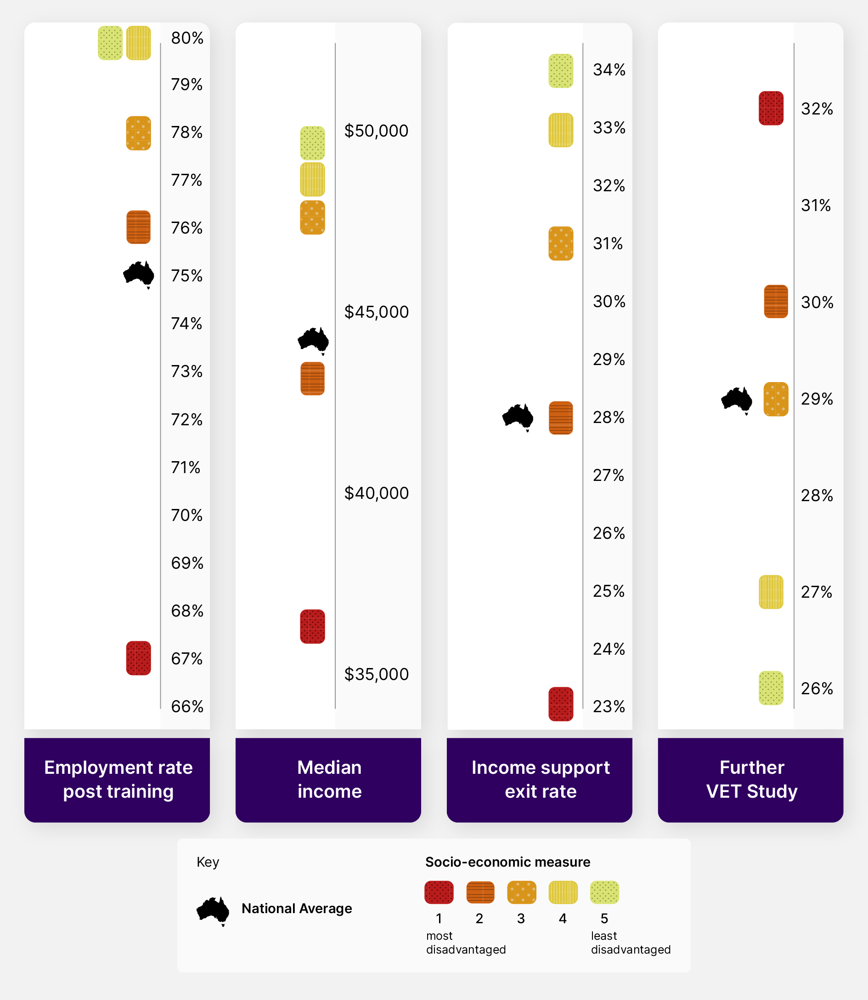 80%
79%
78%
77%
76%
75%
74%
73%
72%
71%
70%
69%
68%
67%
66%
Employment rate
post training
$50,000
$45,000
$40,000
$35,000
Median
income
34%
33%
32%
31%
30%
29%
28%
27%
26%
25%
24%
23%
Income support
exit rate
32%
31%
30%
29%
28%
27%
26%
Further
VET Study
Key
National Average
Socio-economic measure
1 2 3 4 5
most
disadvantaged
least
disadvantaged